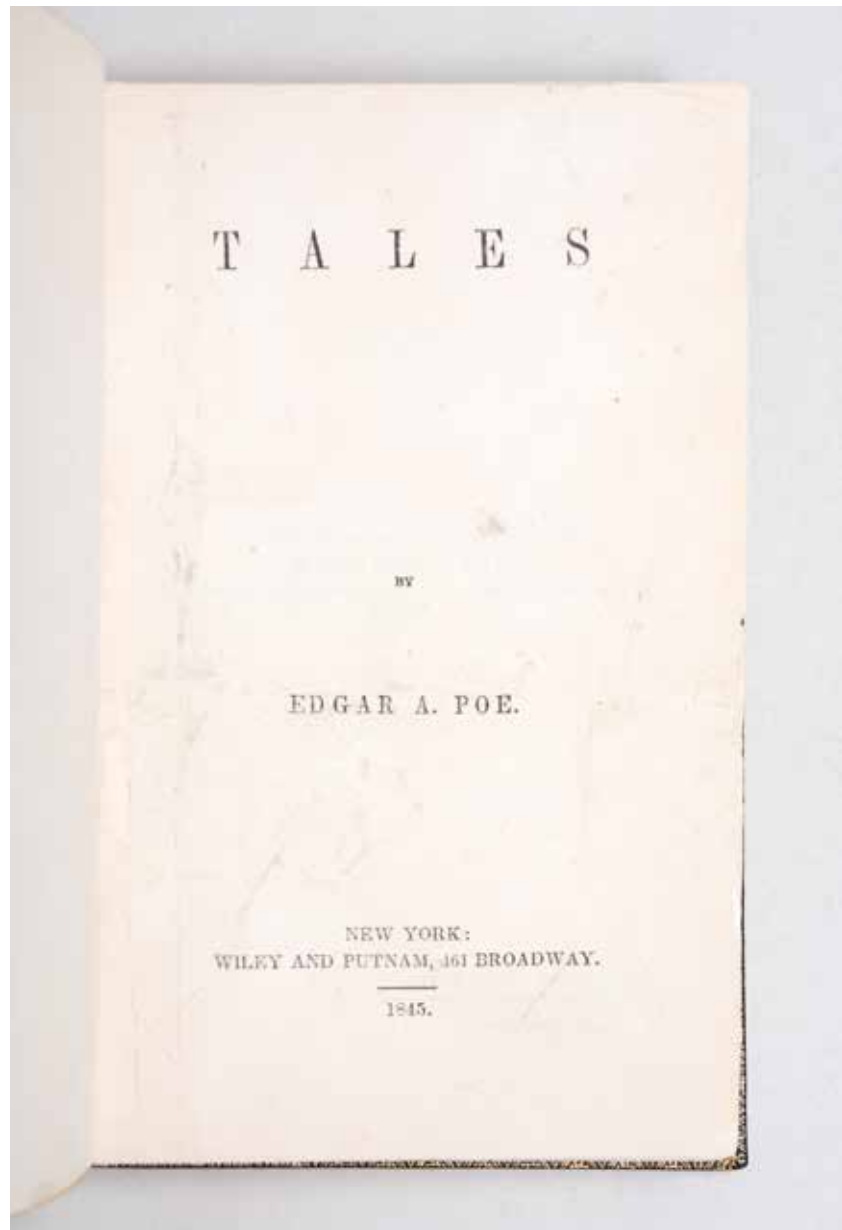 TALES
BY
EDGAR A. POE.
NEW YORK:
WILEY AND PUTNAM, 161 BROADWAY.
1845.